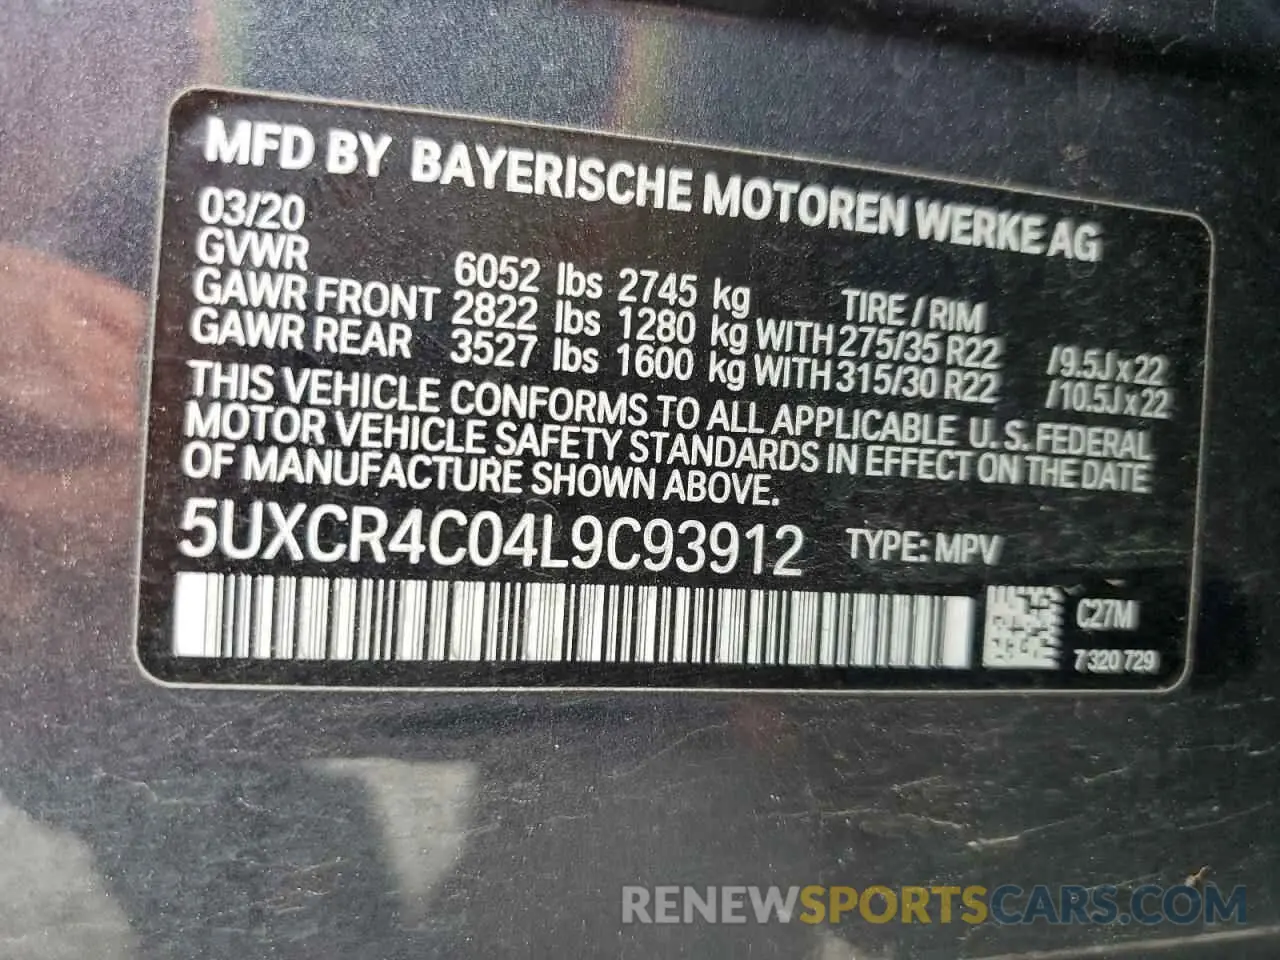 MFD BY BAYERISCHE MOTOREN WERKE AG
03/20
GVWR 6052 lbs 2745 kg TIRE / RIM
GAWR FRONT 2822 lbs 1280 kg WITH 275/35 R22 /9.5J x 22
GAWR REAR 3527 lbs 1600 kg WITH 315/30 R22 /10.5J x 22
THIS VEHICLE CONFORMS TO ALL APPLICABLE U. S. FEDERAL
MOTOR VEHICLE SAFETY STANDARDS IN EFFECT ON THE DATE
OF MANUFACTURE SHOWN ABOVE.
5UXCR4C04L9C93912 TYPE: MPV
C27M
7 320 729
RENEWSPORTSCARS.COM